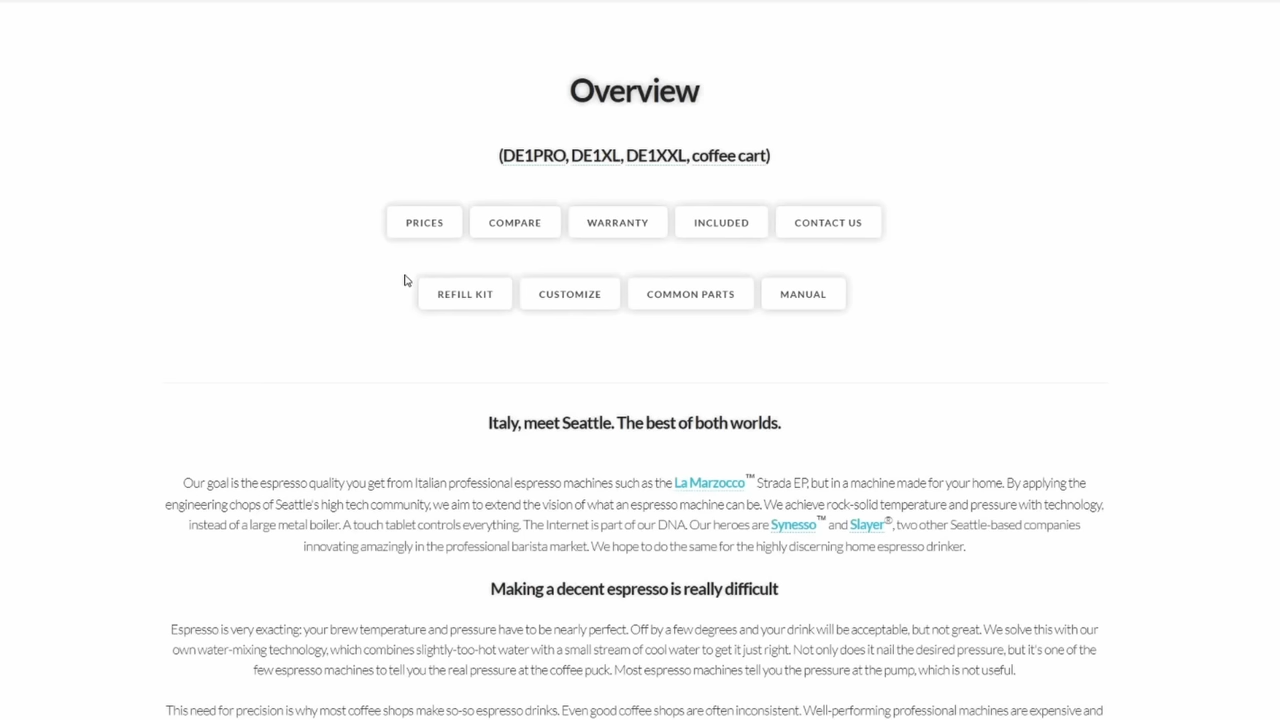 Overview
(DE1PRO, DE1XL, DE1XXL, coffee cart)
PRICES COMPARE WARRANTY INCLUDED CONTACT US
REFILL KIT CUSTOMIZE COMMON PARTS MANUAL
Italy, meet Seattle. The best of both worlds.
Our goal is the espresso quality you get from Italian professional espresso machines such as the La Marzocco™ Strada EP, but in a machine made for your home. By applying the
engineering chops of Seattle's high tech community, we aim to extend the vision of what an espresso machine can be. We achieve rock-solid temperature and pressure with technology,
instead of a large metal boiler. A touch tablet controls everything. The Internet is part of our DNA. Our heroes are Synesso™ and Slayer®, two other Seattle-based companies
innovating amazingly in the professional barista market. We hope to do the same for the highly discerning home espresso drinker.
Making a decent espresso is really difficult
Espresso is very exacting: your brew temperature and pressure have to be nearly perfect. Off by a few degrees and your drink will be acceptable, but not great. We solve this with our
own water-mixing technology, which combines slightly-too-hot water with a small stream of cool water to get it just right. Not only does it nail the desired pressure, but it's one of the
few espresso machines to tell you the real pressure at the coffee puck. Most espresso machines tell you the pressure at the pump, which is not useful.
This need for precision is why most coffee shops make so-so espresso drinks. Even good coffee shops are often inconsistent. Well-performing professional machines are expensive and